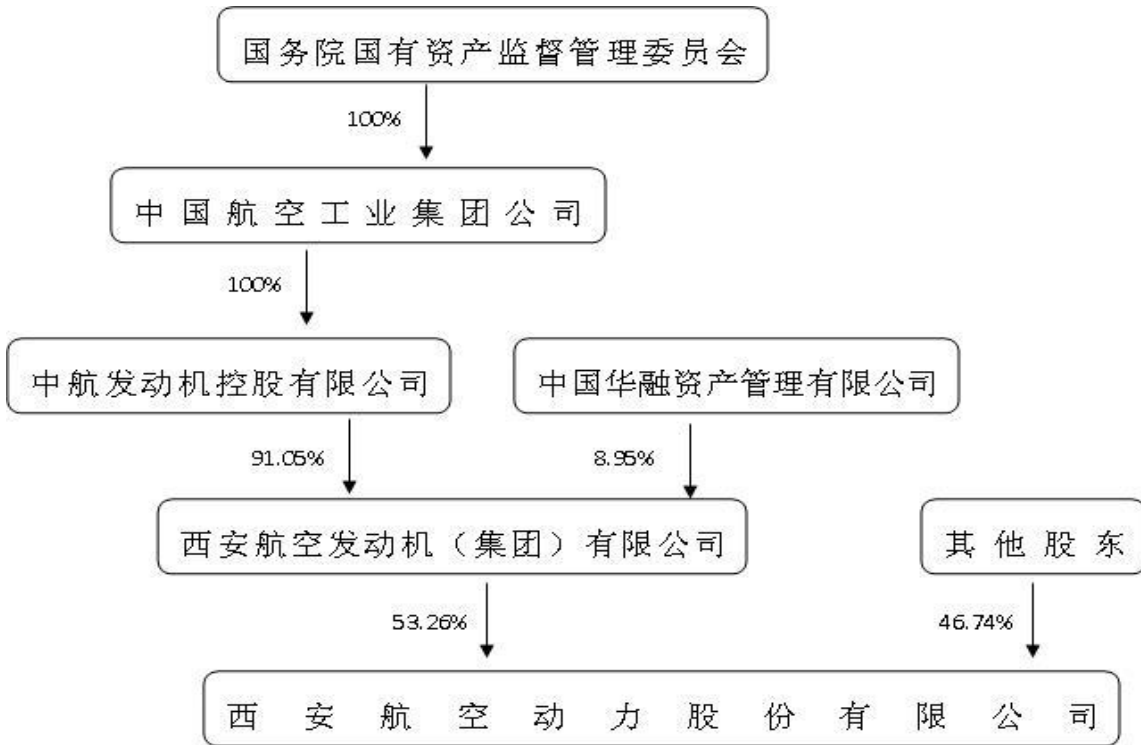 国务院国有资产监督管理委员会
100%
中国航空工业集团公司
100%
中航发动机控股有限公司
中国华融资产管理有限公司
91.05%
8.95%
西安航空发动机（集团）有限公司
其他股东
53.26%
46.74%
西安航空动力股份有限公司